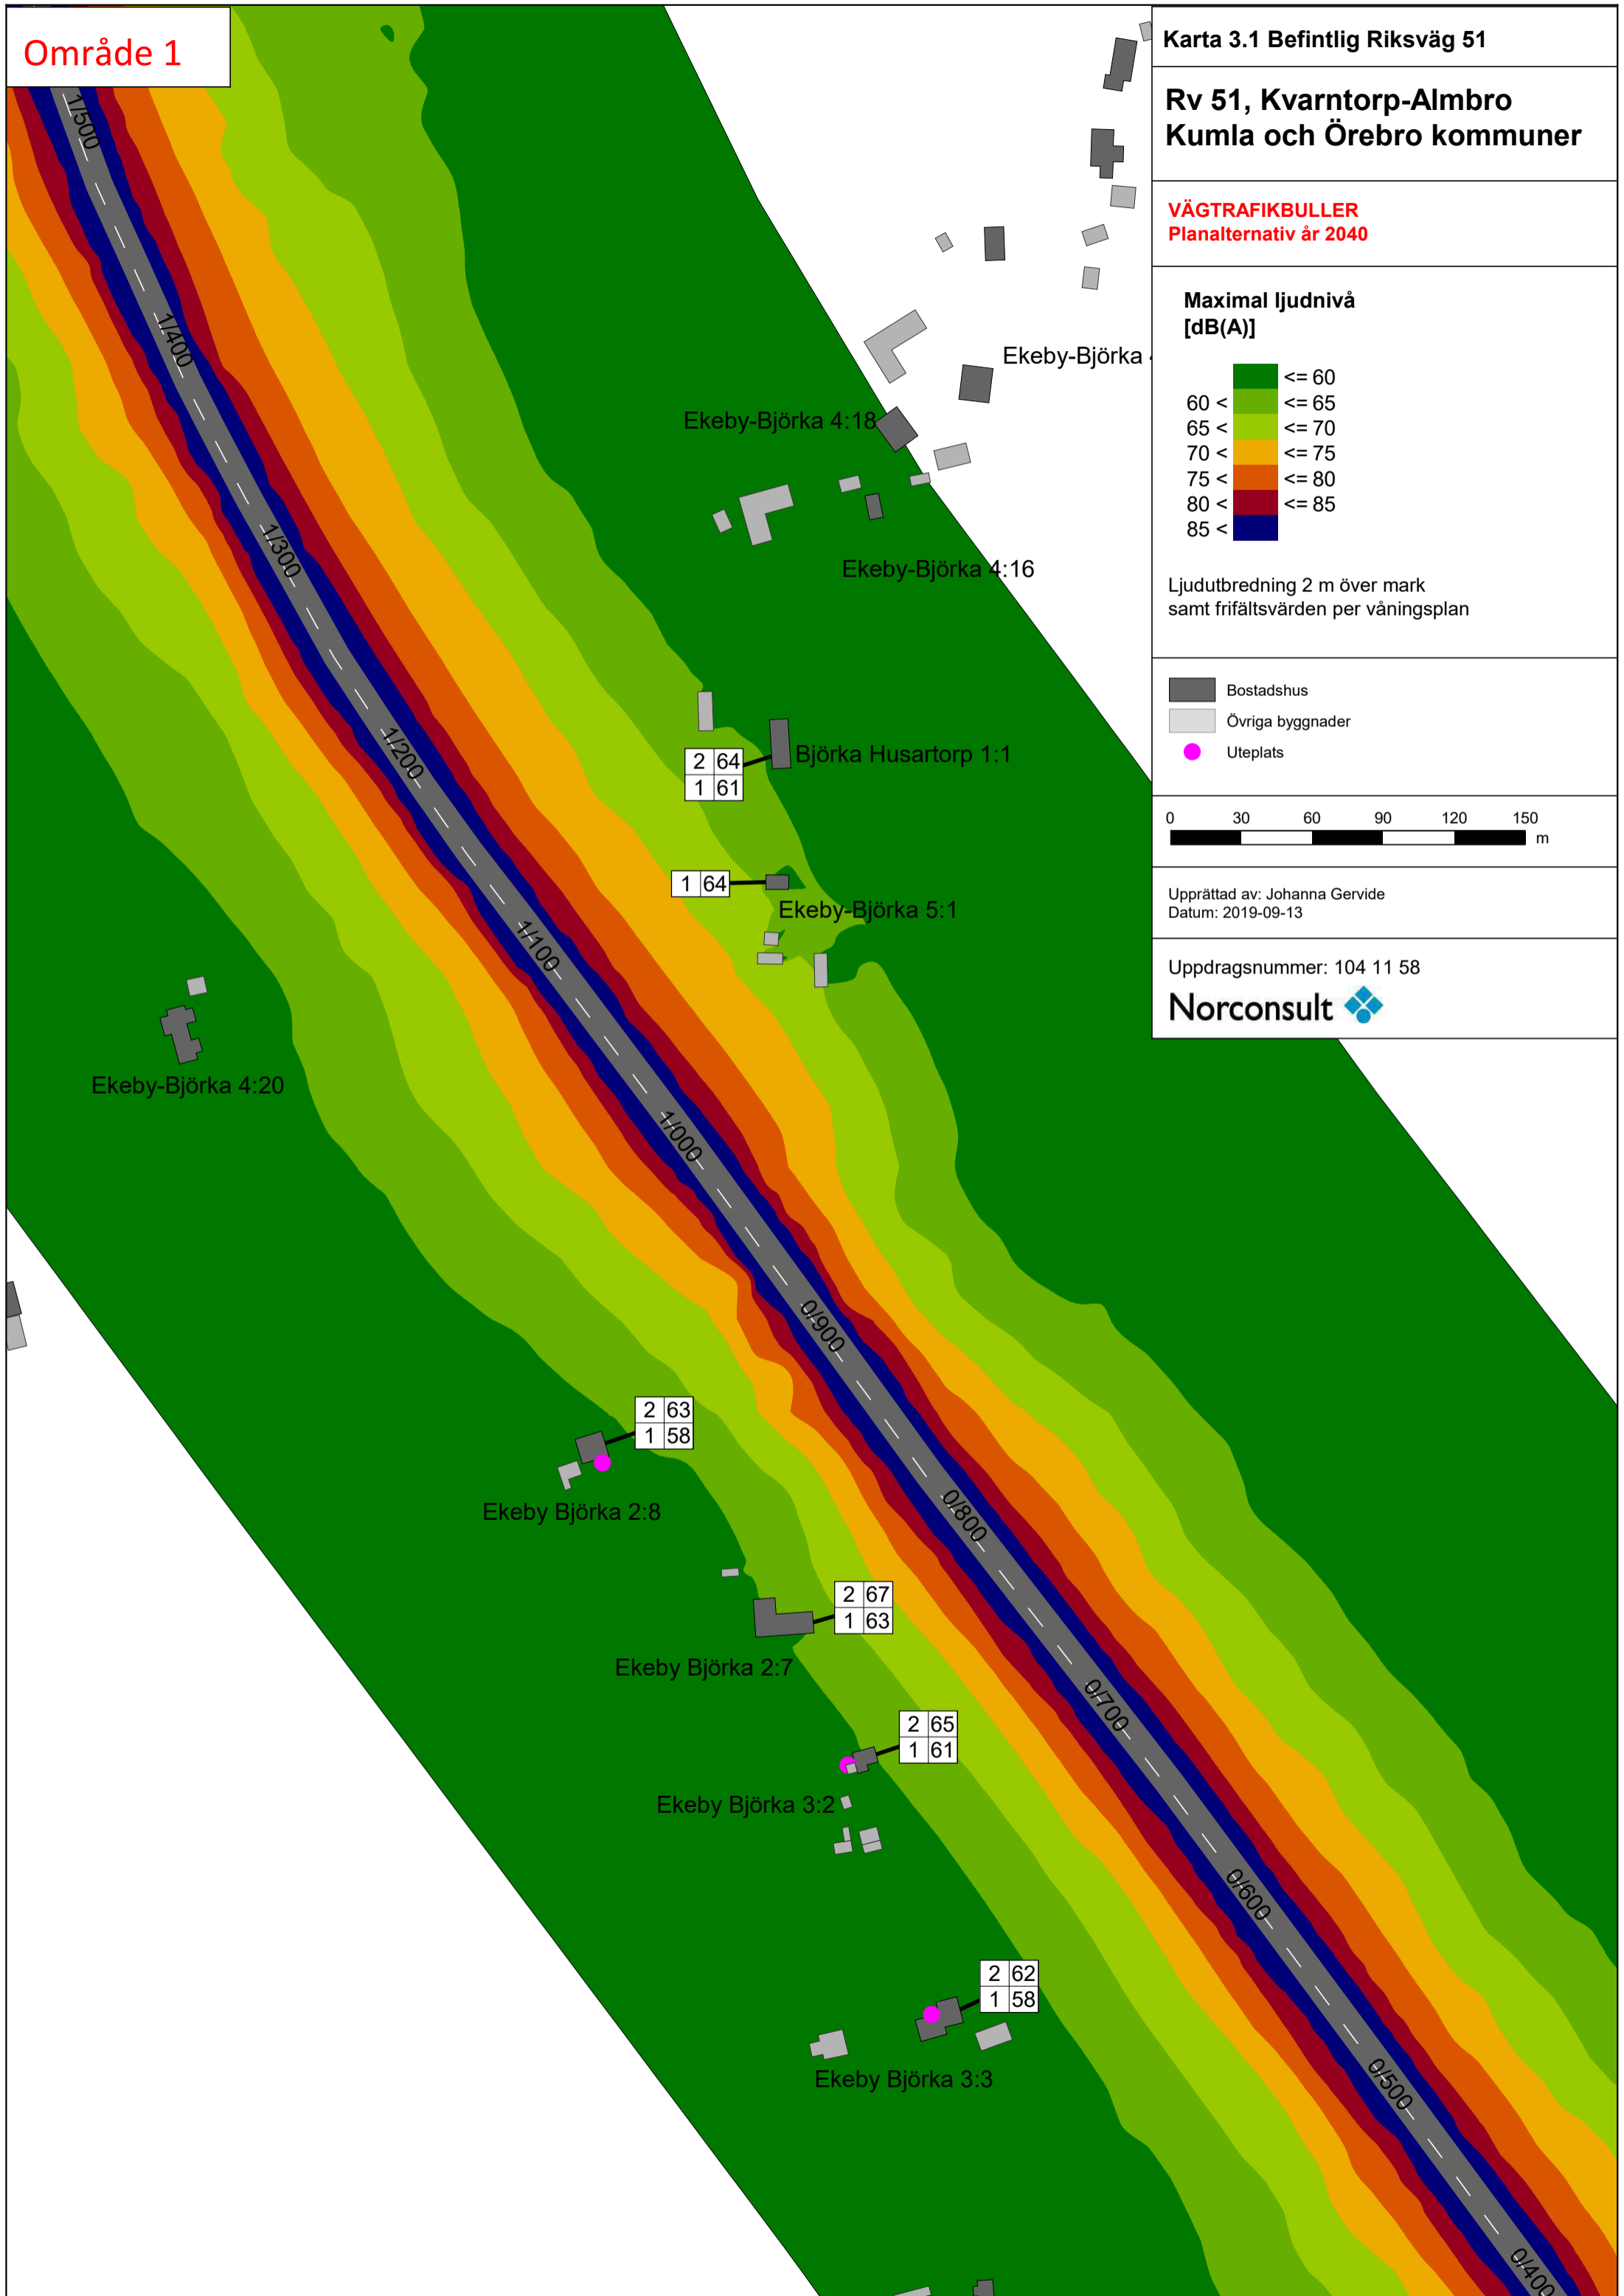 Område 1
Karta 3.1 Befintlig Riksväg 51
Rv 51, Kvarntorp-Almbro
Kumla och Örebro kommuner
VÄGTRAFIKBULLER
Planalternativ år 2040
Maximal ljudnivå
[dB(A)]
<= 60
60 < <= 65
65 < <= 70
70 < <= 75
75 < <= 80
80 < <= 85
85 <
Ljudutbredning 2 m över mark
samt frifältsvärden per våningsplan
Bostadshus
Övriga byggnader
Uteplats
0 30 60 90 120 150
m
Upprättad av: Johanna Gervide
Datum: 2019-09-13
Uppdragsnummer: 104 11 58
Norconsult
1/500
1/400
Ekeby-Björka
Ekeby-Björka 4:18
1/300
Ekeby-Björka 4:16
1/200
Björka Husartorp 1:1
2 64
1 61
1 64
Ekeby-Björka 5:1
1/100
Ekeby-Björka 4:20
1/000
0/900
2 63
1 58
Ekeby Björka 2:8
0/800
2 67
1 63
Ekeby Björka 2:7
0/700
2 65
1 61
Ekeby Björka 3:2
0/600
2 62
1 58
Ekeby Björka 3:3
0/500
0/400